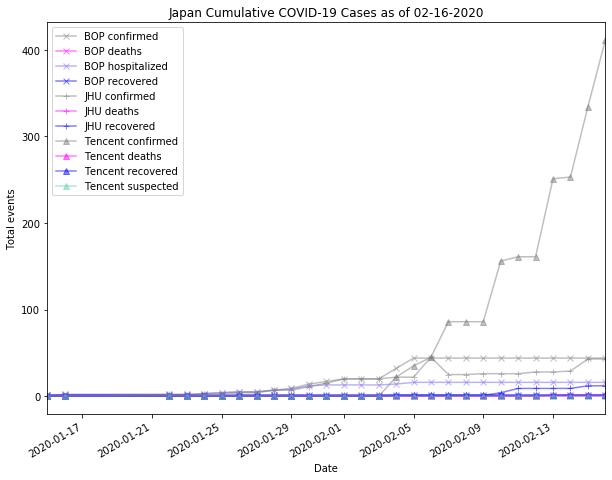 Japan Cumulative COVID-19 Cases as of 02-16-2020
BOP confirmed
BOP deaths
BOP hospitalized
BOP recovered
JHU confirmed
JHU deaths
JHU recovered
Tencent confirmed
Tencent deaths
Tencent recovered
Tencent suspected
Total events
400
300
200
100
0
2020-01-17
2020-01-21
2020-01-25
2020-01-29
2020-02-01
2020-02-05
2020-02-09
2020-02-13
Date